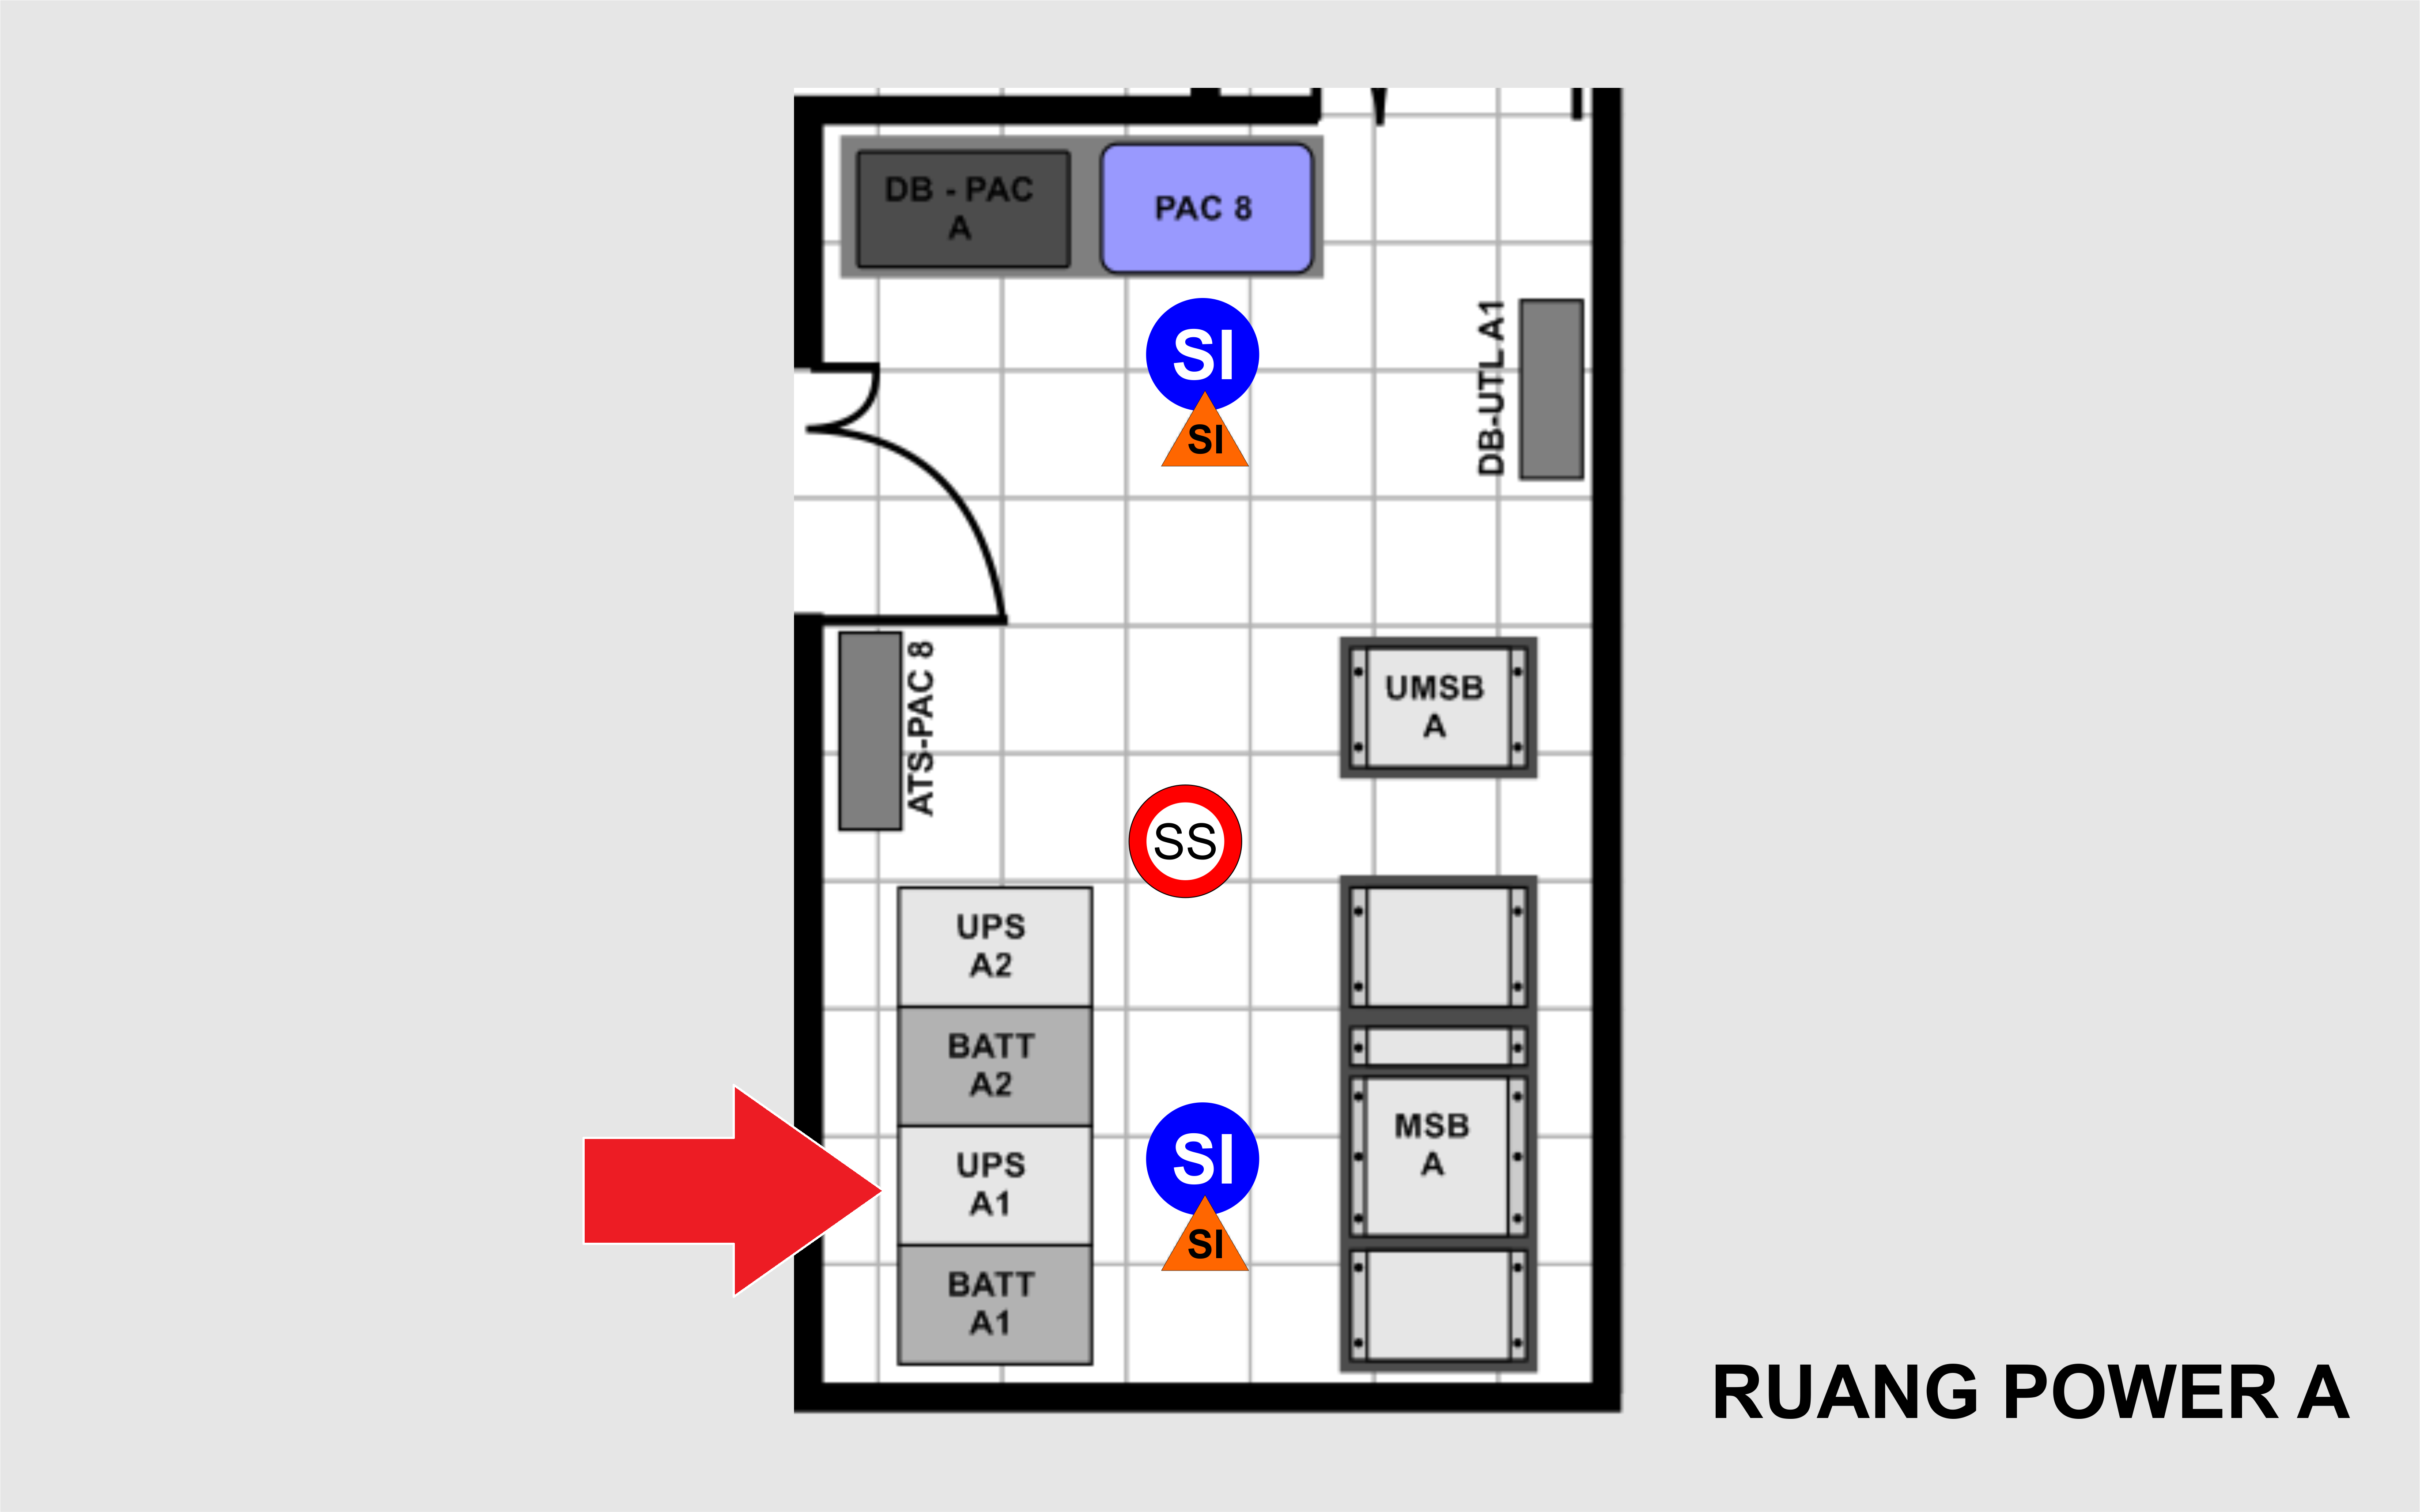 DB - PAC
A
PAC 8
SI
SI
DB-UTL A1
ATS-PAC 8
UMSB
A
SS
UPS
A2
BATT
A2
UPS
A1
BATT
A1
SI
SI
MSB
A
RUANG POWER A